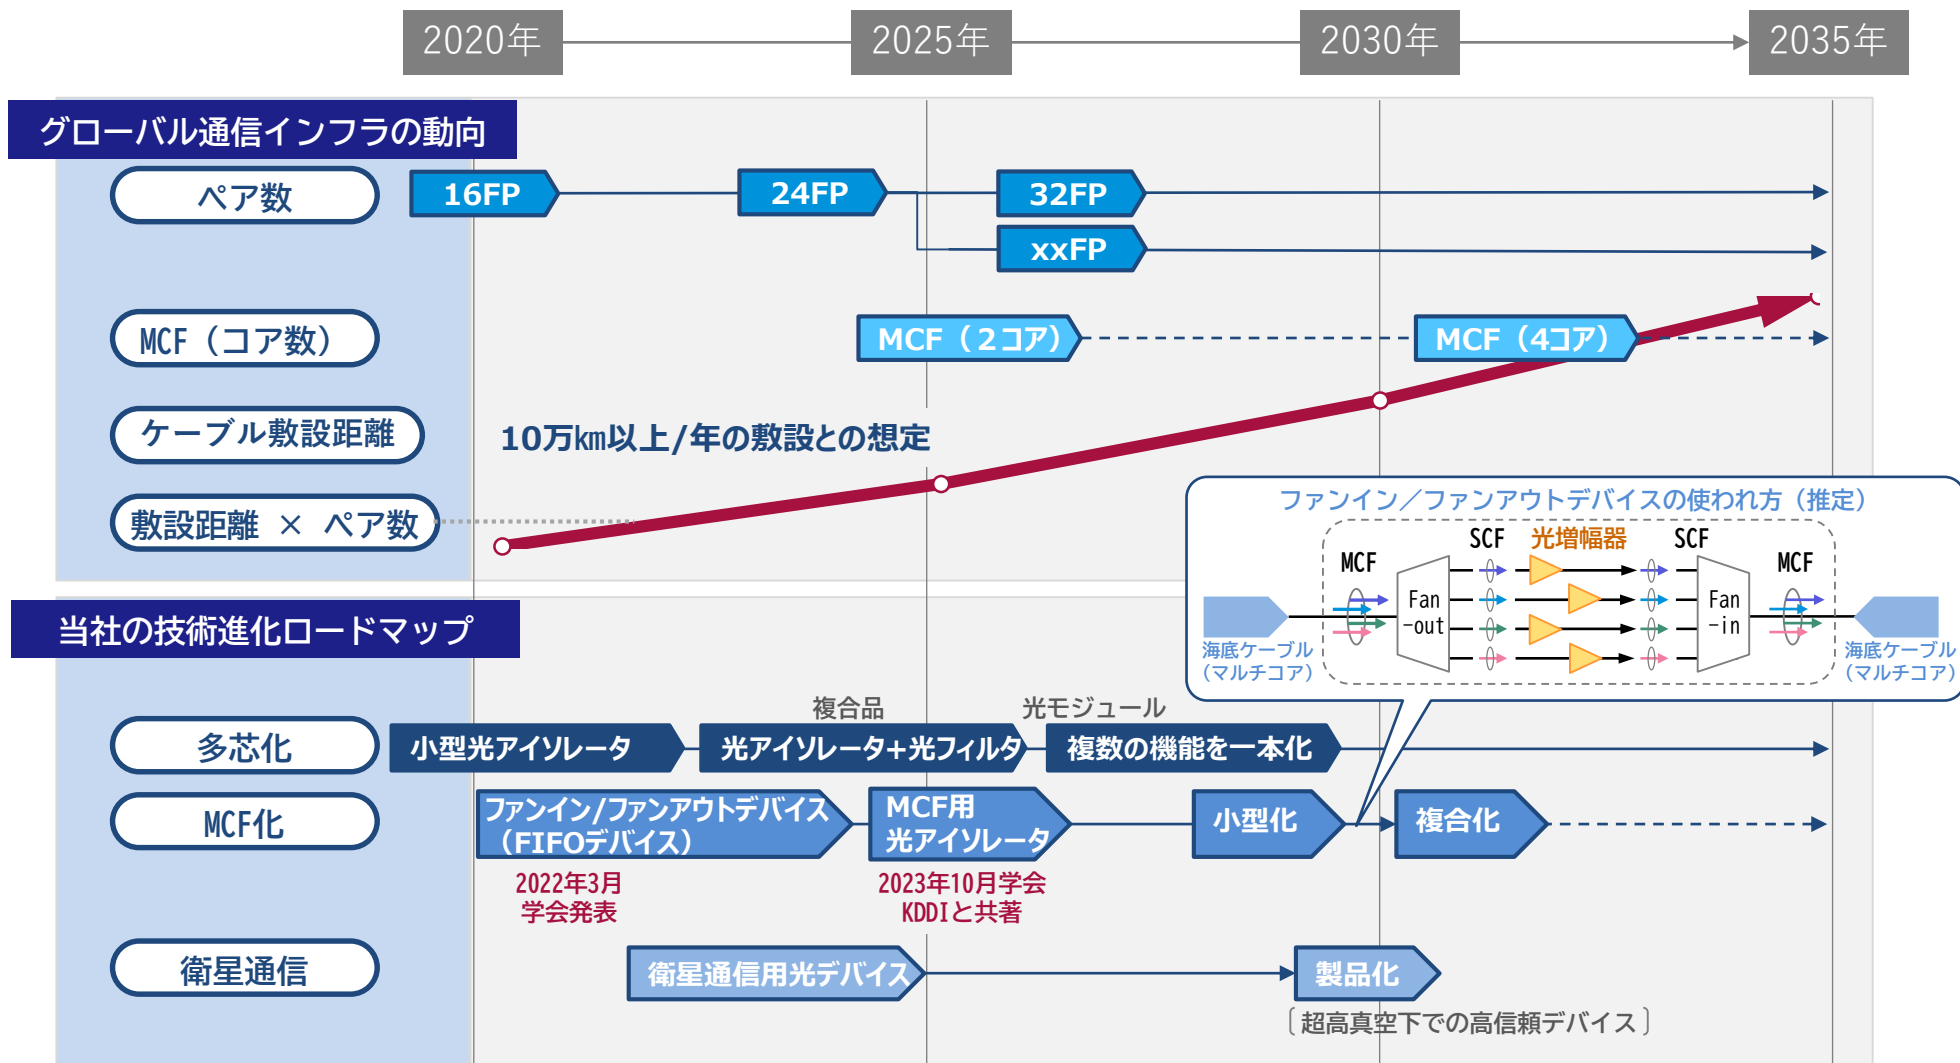 2020年
2025年
2030年
2035年
グローバル通信インフラの動向
ペア数
16FP
24FP
32FP
xxFP
MCF（コア数）
MCF（２コア）
MCF（4コア）
ケーブル敷設距離
10万㎞以上/年の敷設との想定
敷設距離 × ペア数
ファンイン／ファンアウトデバイスの使われ方（推定）
MCF
SCF
光増幅器
SCF
MCF
Fan
-out
Fan
-in
海底ケーブル
（マルチコア）
海底ケーブル
（マルチコア）
当社の技術進化ロードマップ
多芯化
小型光アイソレータ
複合品
光アイソレータ+光フィルタ
光モジュール
複数の機能を一本化
MCF化
ファンイン/ファンアウトデバイス
（FIFOデバイス）
2022年3月
学会発表
MCF用
光アイソレータ
2023年10月学会
KDDIと共著
小型化
複合化
衛星通信
衛星通信用光デバイス
製品化
〔超高真空下での高信頼デバイス〕